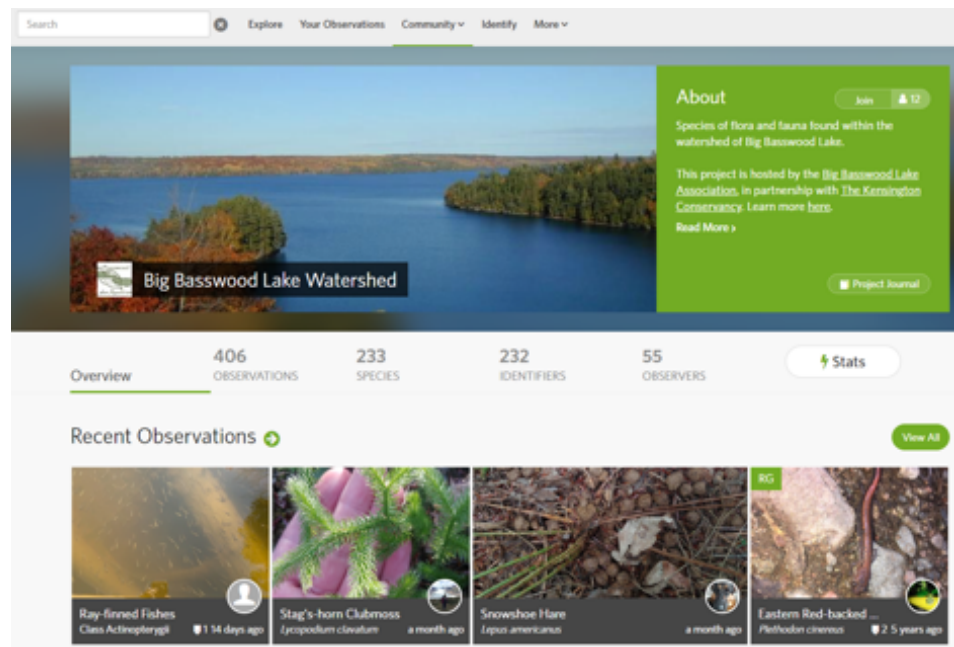 Search
Explore Your Observations Community Identify More
About
Join 12
Species of flora and fauna found within the
watershed of Big Basswood Lake.
This project is hosted by the Big Basswood Lake
Association, in partnership with The Kensington
Conservancy. Learn more here.
Read More ›
Big Basswood Lake Watershed
Project Journal
Overview
406 233 232 55
OBSERVATIONS SPECIES IDENTIFIERS OBSERVERS
Stats
Recent Observations
View All
RG
Ray-finned Fishes
Class Actinopterygii 1 14 days ago
Stag's-horn Clubmoss
Lycopodium clavatum a month ago
Snowshoe Hare
Lepus americanus a month ago
Eastern Red-backed ...
Plethodon cinereus 2 5 years ago